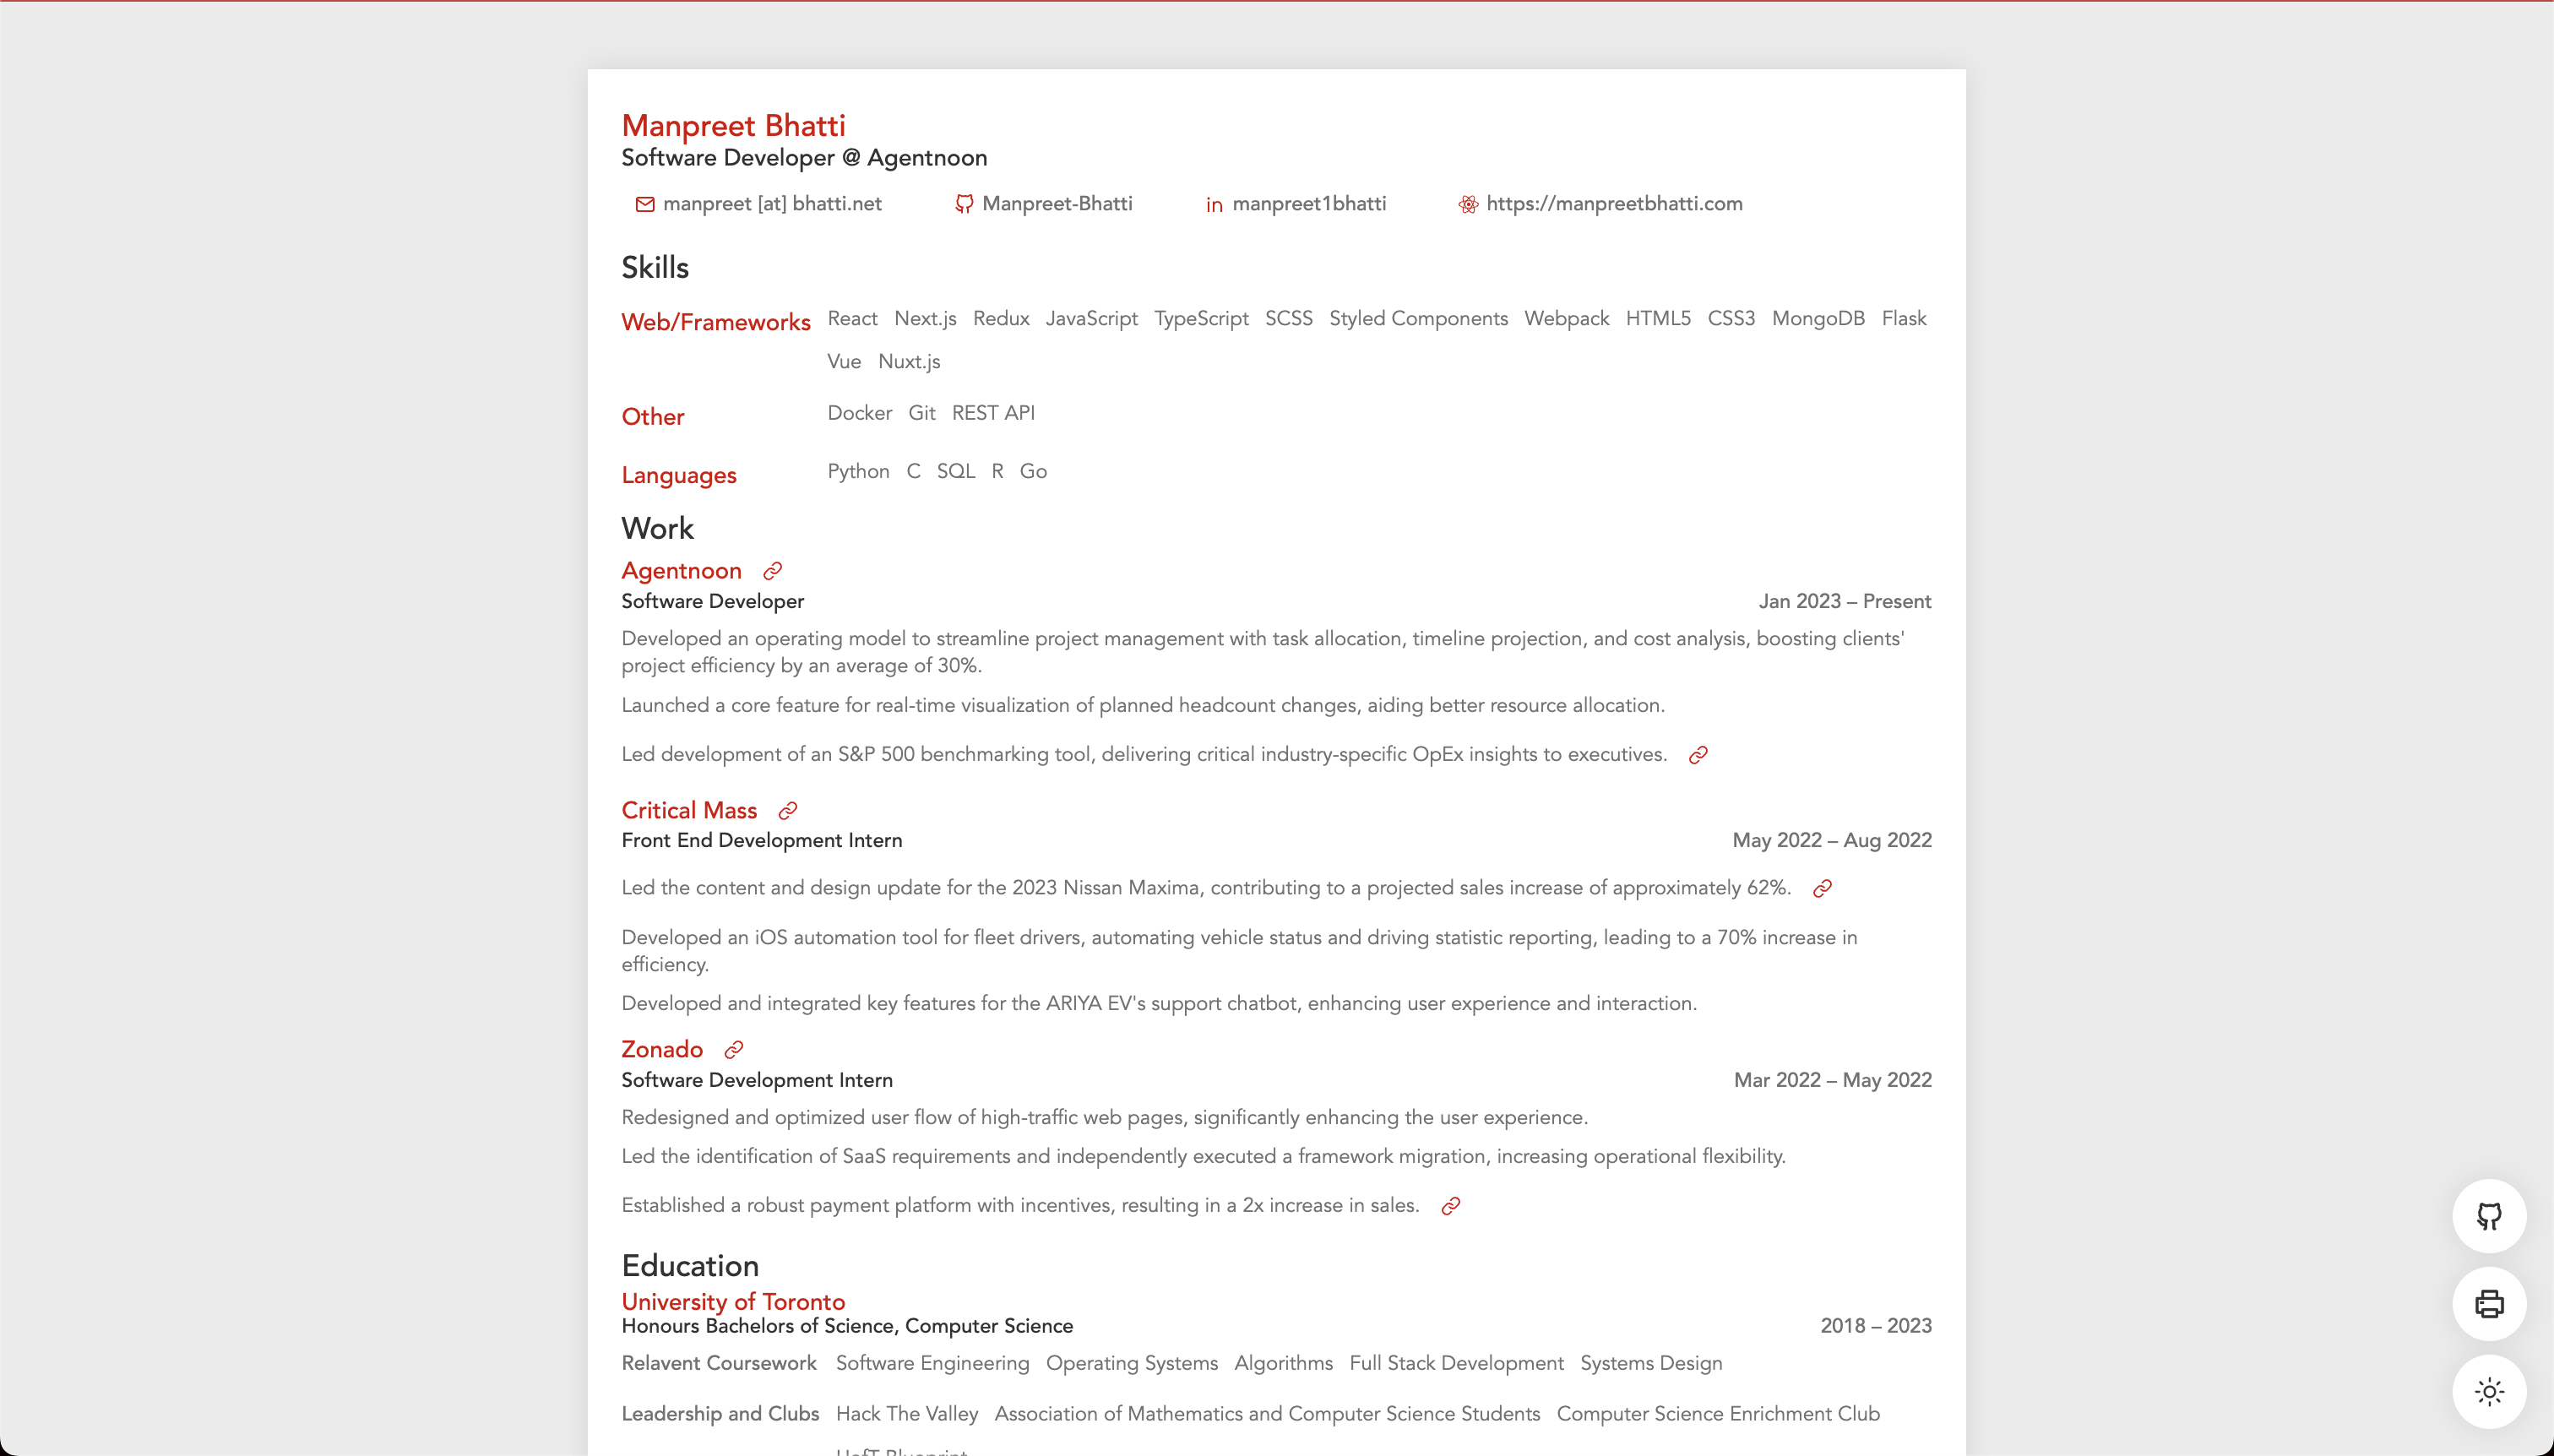 Manpreet Bhatti
Software Developer @ Agentnoon
manpreet [at] bhatti.net Manpreet-Bhatti in manpreet1bhatti https://manpreetbhatti.com
Skills
Web/Frameworks React Next.js Redux JavaScript TypeScript SCSS Styled Components Webpack HTML5 CSS3 MongoDB Flask
Vue Nuxt.js
Other Docker Git REST API
Languages Python C SQL R Go
Work
Agentnoon
Software Developer Jan 2023 – Present
Developed an operating model to streamline project management with task allocation, timeline projection, and cost analysis, boosting clients'
project efficiency by an average of 30%.
Launched a core feature for real-time visualization of planned headcount changes, aiding better resource allocation.
Led development of an S&P 500 benchmarking tool, delivering critical industry-specific OpEx insights to executives.
Critical Mass
Front End Development Intern May 2022 – Aug 2022
Led the content and design update for the 2023 Nissan Maxima, contributing to a projected sales increase of approximately 62%.
Developed an iOS automation tool for fleet drivers, automating vehicle status and driving statistic reporting, leading to a 70% increase in
efficiency.
Developed and integrated key features for the ARIYA EV's support chatbot, enhancing user experience and interaction.
Zonado
Software Development Intern Mar 2022 – May 2022
Redesigned and optimized user flow of high-traffic web pages, significantly enhancing the user experience.
Led the identification of SaaS requirements and independently executed a framework migration, increasing operational flexibility.
Established a robust payment platform with incentives, resulting in a 2x increase in sales.
Education
University of Toronto
Honours Bachelors of Science, Computer Science 2018 – 2023
Relavent Coursework Software Engineering Operating Systems Algorithms Full Stack Development Systems Design
Leadership and Clubs Hack The Valley Association of Mathematics and Computer Science Students Computer Science Enrichment Club